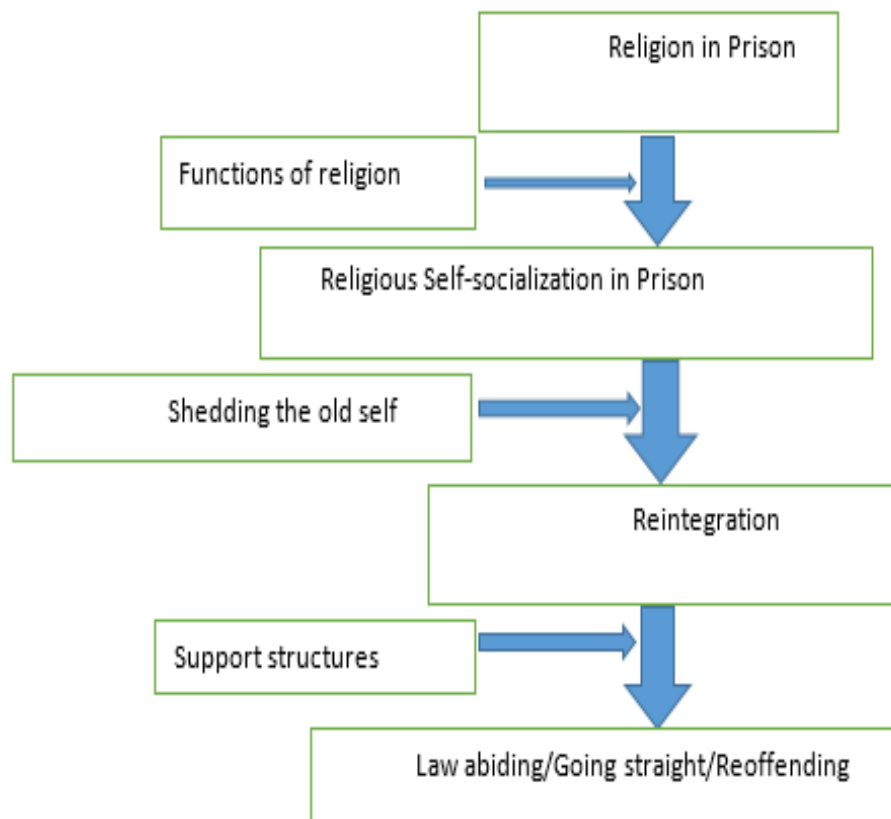 Religion in Prison
Functions of religion
Religious Self-socialization in Prison
Shedding the old self
Reintegration
Support structures
Law abiding/Going straight/Reoffending